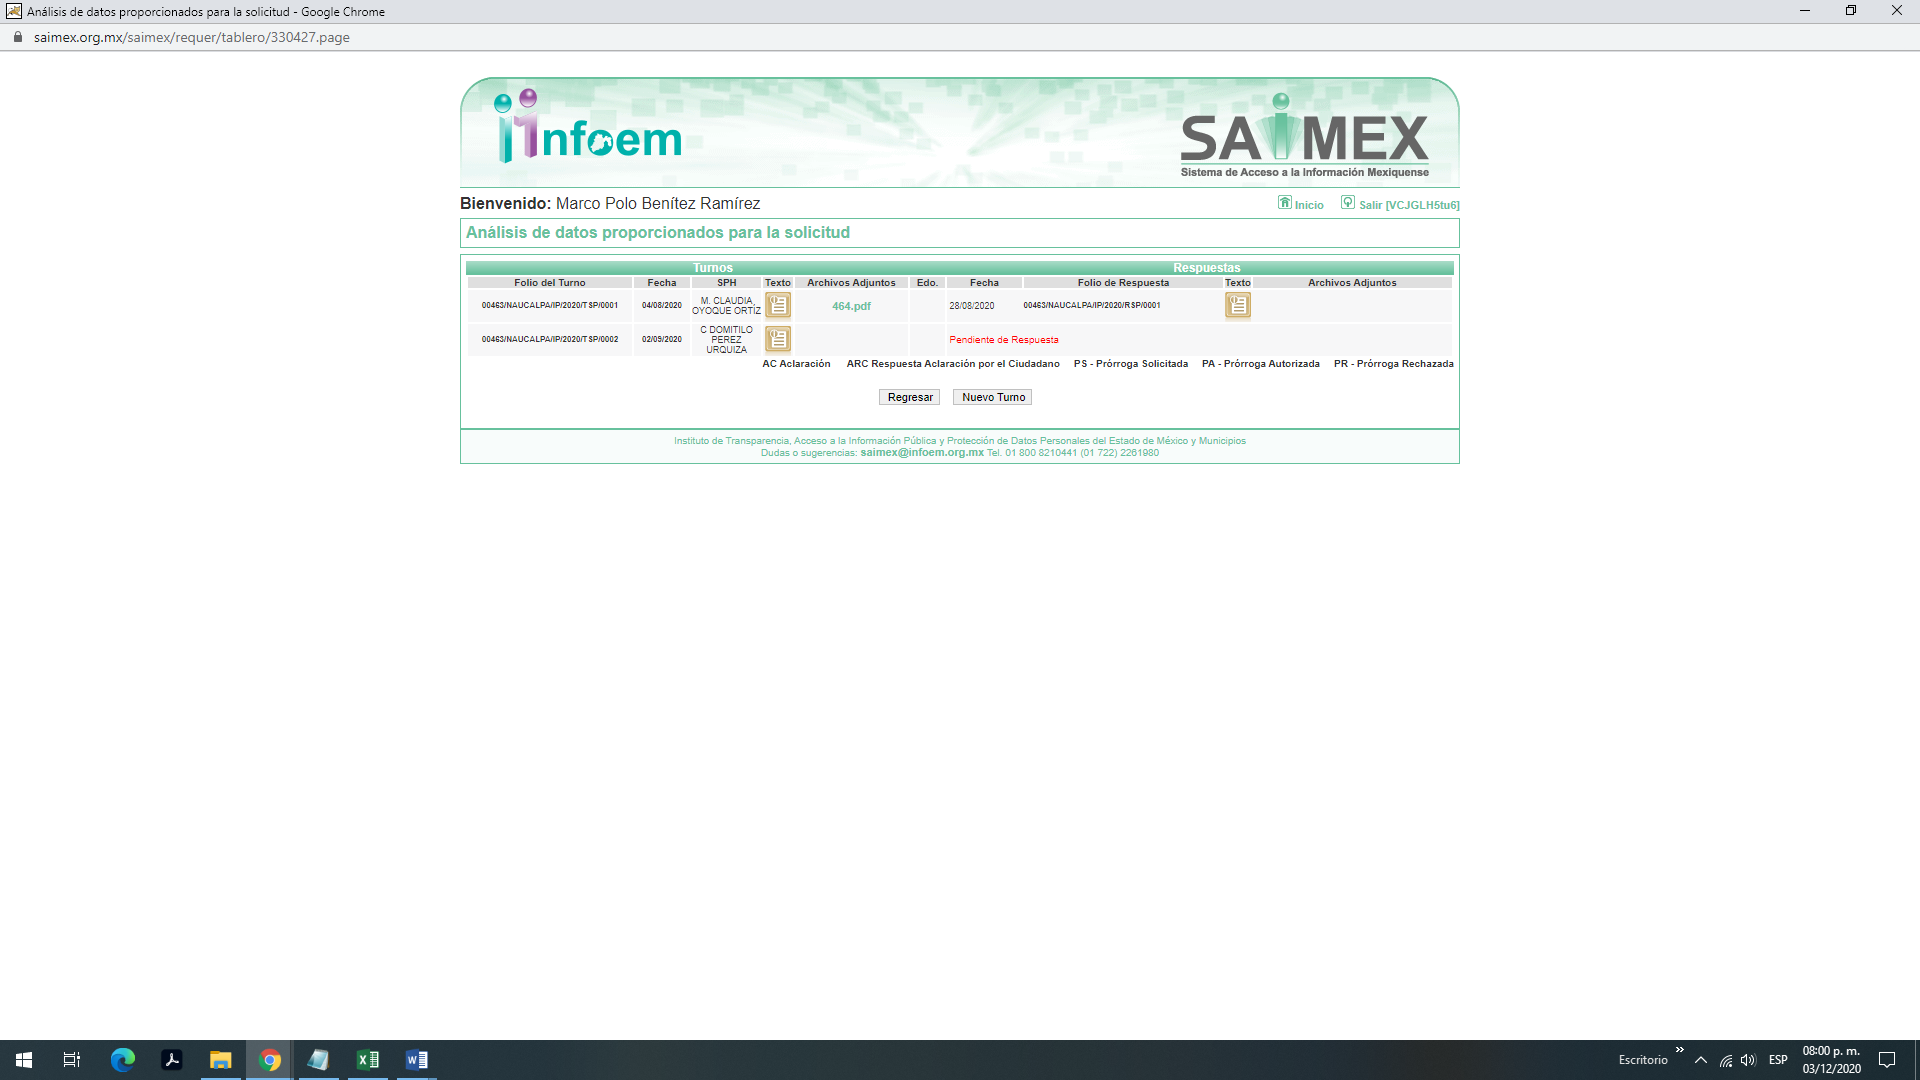 Análisis de datos proporcionados para la solicitud - Google Chrome
saimex.org.mx/saimex/requer/tablero/330427.page
infoem
SAIMEX
Sistema de Acceso a la Información Mexiquense
Bienvenido: Marco Polo Benítez Ramírez
Inicio Salir [VCJGLH5tu6]
Análisis de datos proporcionados para la solicitud
Turnos Respuestas
Folio del Turno Fecha SPH Texto Archivos Adjuntos Edo. Fecha Folio de Respuesta Texto Archivos Adjuntos
00463/NAUCALPA/IP/2020/TSP/0001 04/08/2020 M. CLAUDIA, OYOQUE ORTIZ 464.pdf 28/08/2020 00463/NAUCALPA/IP/2020/RSP/0001
00463/NAUCALPA/IP/2020/TSP/0002 02/09/2020 C DOMITILO PEREZ URQUIZA Pendiente de Respuesta
AC Aclaración ARC Respuesta Aclaración por el Ciudadano PS - Prórroga Solicitada PA - Prórroga Autorizada PR - Prórroga Rechazada
Regresar Nuevo Turno
Instituto de Transparencia, Acceso a la Información Pública y Protección de Datos Personales del Estado de México y Municipios
Dudas o sugerencias: saimex@infoem.org.mx Tel. 01 800 8210441 (01 722) 2261980
Escritorio » ESP 08:00 p. m.
03/12/2020